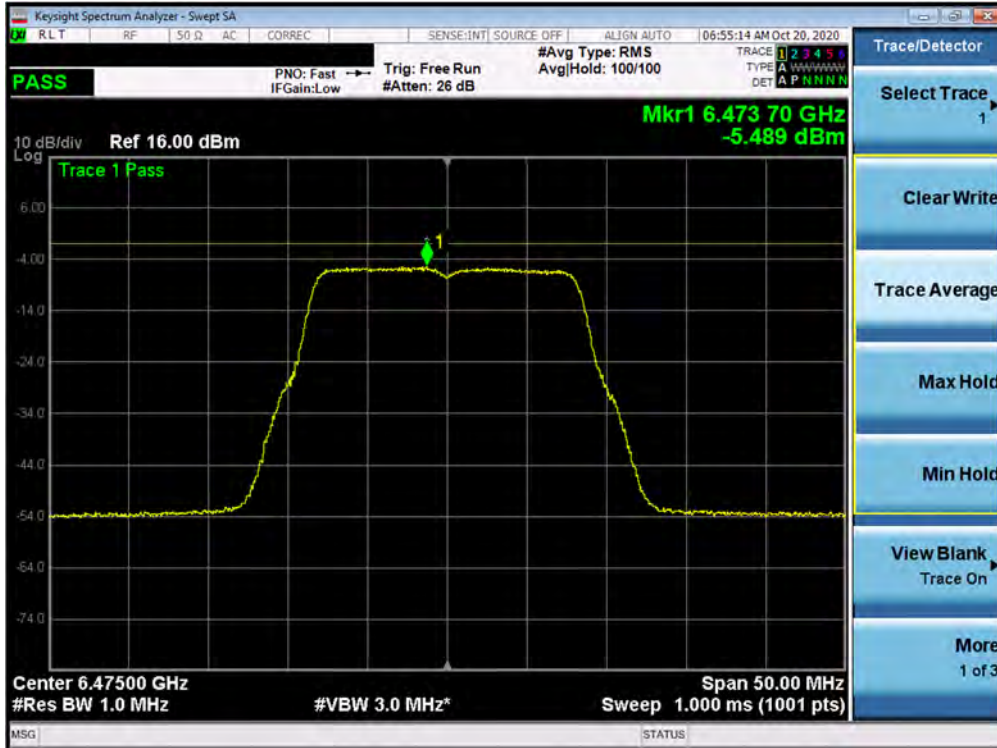 Keysight Spectrum Analyzer - Swept SA
LXI RLT RF 50 Ω AC CORREC SENSE:INT SOURCE OFF ALIGN AUTO 06:55:14 AM Oct 20, 2020
PASS
PNO: Fast
IFGain:Low
Trig: Free Run
#Atten: 26 dB
#Avg Type: RMS
Avg|Hold: 100/100
TRACE 1 2 3 4 5 6
TYPE A WWWWW
DET A P N N N N
Mkr1 6.473 70 GHz
-5.489 dBm
10 dB/div Ref 16.00 dBm
Log
Trace 1 Pass
1
6.00
-4.00
-14.0
-24.0
-34.0
-44.0
-54.0
-64.0
-74.0
Center 6.47500 GHz
Span 50.00 MHz
#Res BW 1.0 MHz
#VBW 3.0 MHz*
Sweep 1.000 ms (1001 pts)
MSG
STATUS
Trace/Detector
Select Trace
1
Clear Write
Trace Average
Max Hold
Min Hold
View Blank
Trace On
More
1 of 3